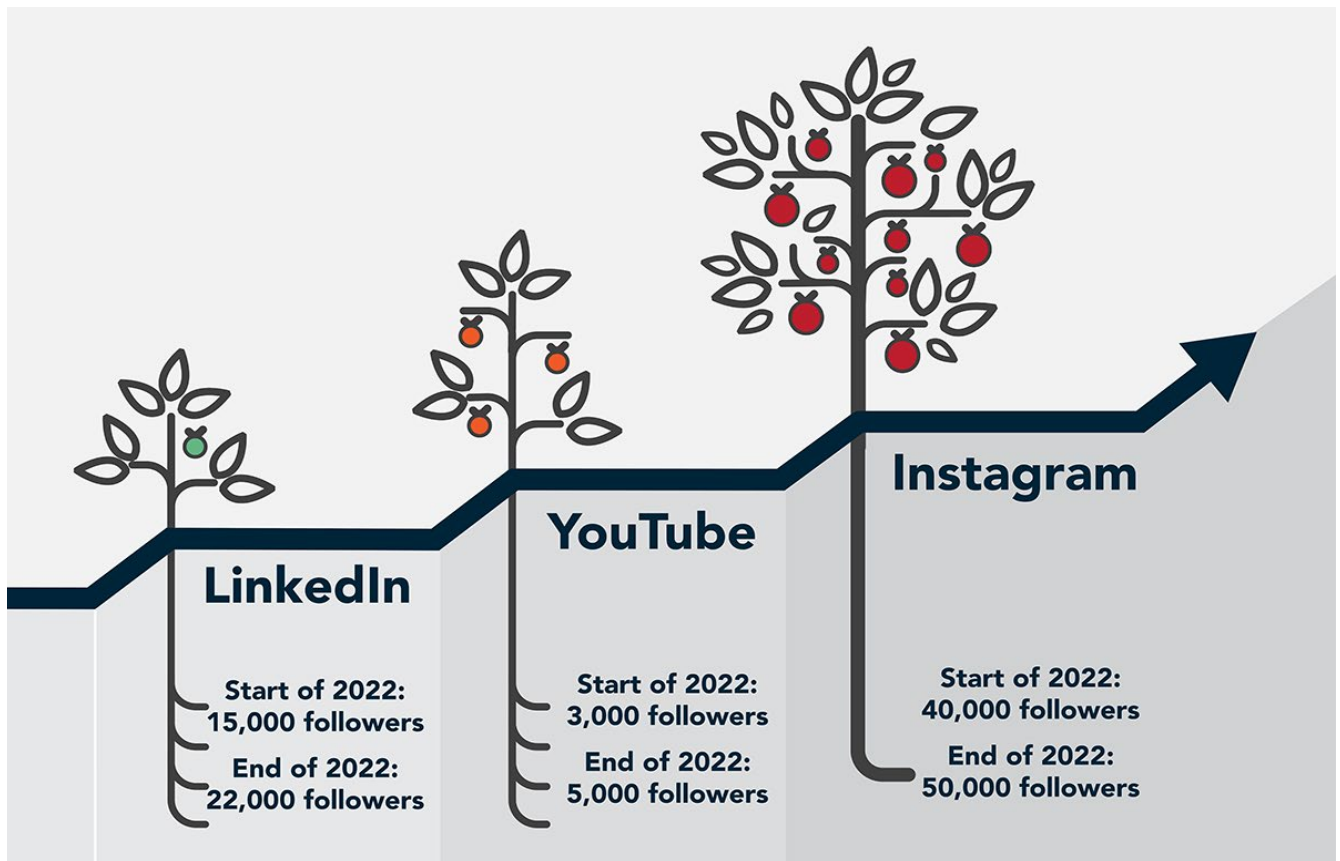 LinkedIn
Start of 2022:
15,000 followers
End of 2022:
22,000 followers
YouTube
Start of 2022:
3,000 followers
End of 2022:
5,000 followers
Instagram
Start of 2022:
40,000 followers
End of 2022:
50,000 followers